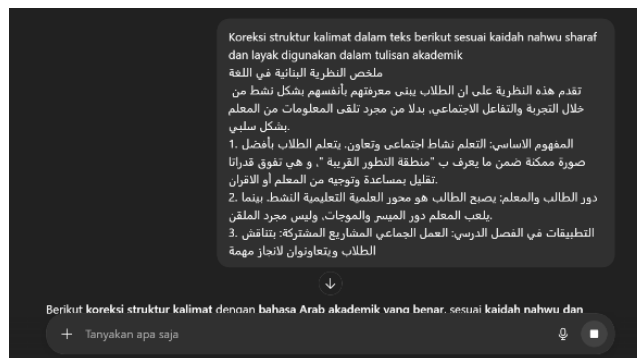 Koreksi struktur kalimat dalam teks berikut sesuai kaidah nahwu sharaf
dan layak digunakan dalam tulisan akademik
ملخص النظرية البنائية في اللغة
تقدم هذه النظرية على ان الطلاب يبنى معرفتهم بأنفسهم بشكل نشط من
خلال التجربة والتفاعل الاجتماعي, بدلا من مجرد تلقى المعلومات من المعلم
بشكل سلبي.
1. المفهوم الاساسي: التعلم نشاط اجتماعى وتعاون. يتعلم الطلاب بأفضل
صورة ممكنة ضمن ما يعرف ب "منطقة التطور القريبة ", و هي تفوق قدراتا
تقليل بمساعدة وتوجيه من المعلم أو الاقران.
2. دور الطالب والمعلم: يصبح الطالب هو محور العلمية التعليمية النشط. بينما
يلعب المعلم دور الميسر والموجات, وليس مجرد الملقن.
3. التطبيقات في الفصل الدرسي: العمل الجماعي المشاريع المشتركة: بتناقش
الطلاب ويتعاونوان لانجاز مهمة
Berikut koreksi struktur kalimat dengan bahasa Arab akademik yang benar, sesuai kaidah nahwu dan
Tanyakan apa saja